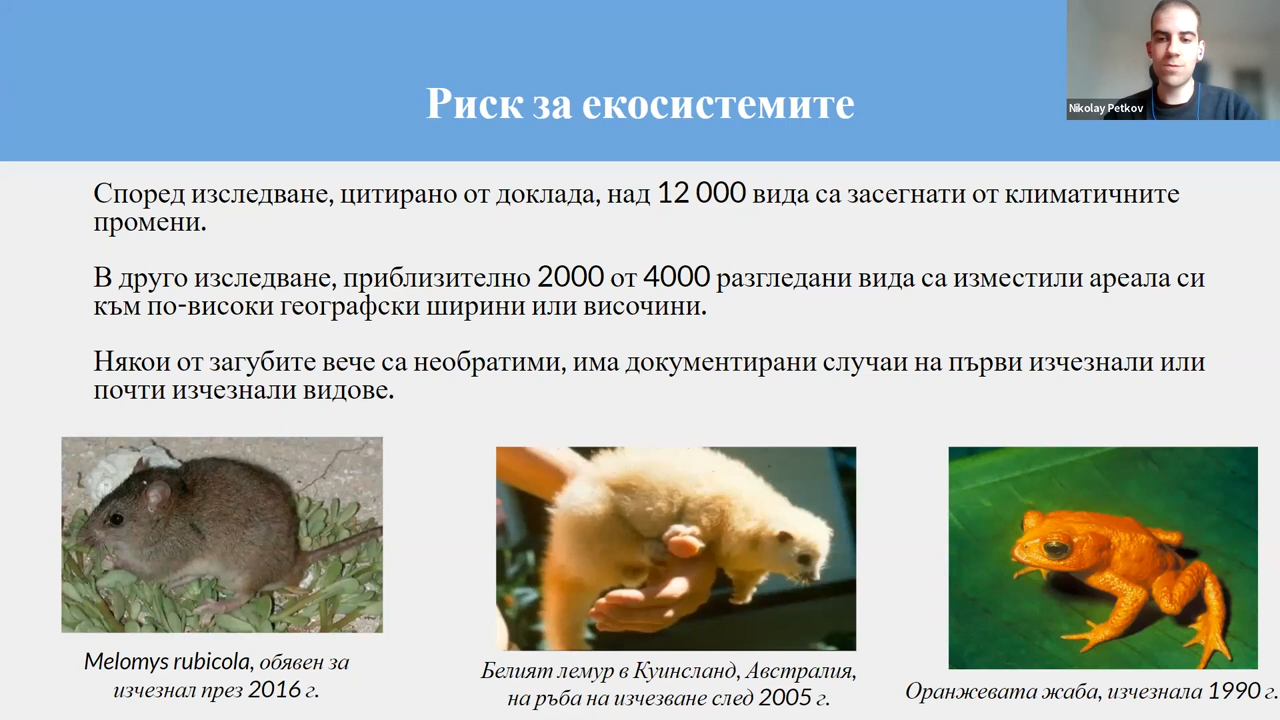 Риск за екосистемите
Nikolay Petkov
Според изследване, цитирано от доклада, над 12 000 вида са засегнати от климатичните
промени.
В друго изследване, приблизително 2000 от 4000 разгледани вида са изместили ареала си
към по-високи географски ширини или височини.
Някои от загубите вече са необратими, има документирани случаи на първи изчезнали или
почти изчезнали видове.
Melomys rubicola, обявен за
изчезнал през 2016 г.
Белият лемур в Куинсланд, Австралия,
на ръба на изчезване след 2005 г.
Оранжевата жаба, изчезнала 1990 г.